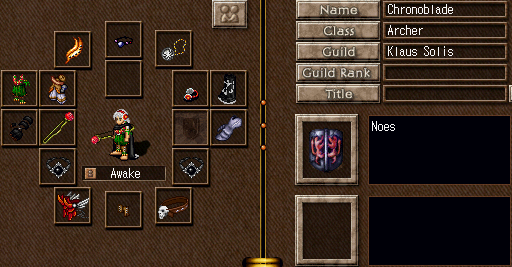 Name Chronoblade
Class Archer
Guild Klaus Solis
Guild Rank
Title
Noes
Awake